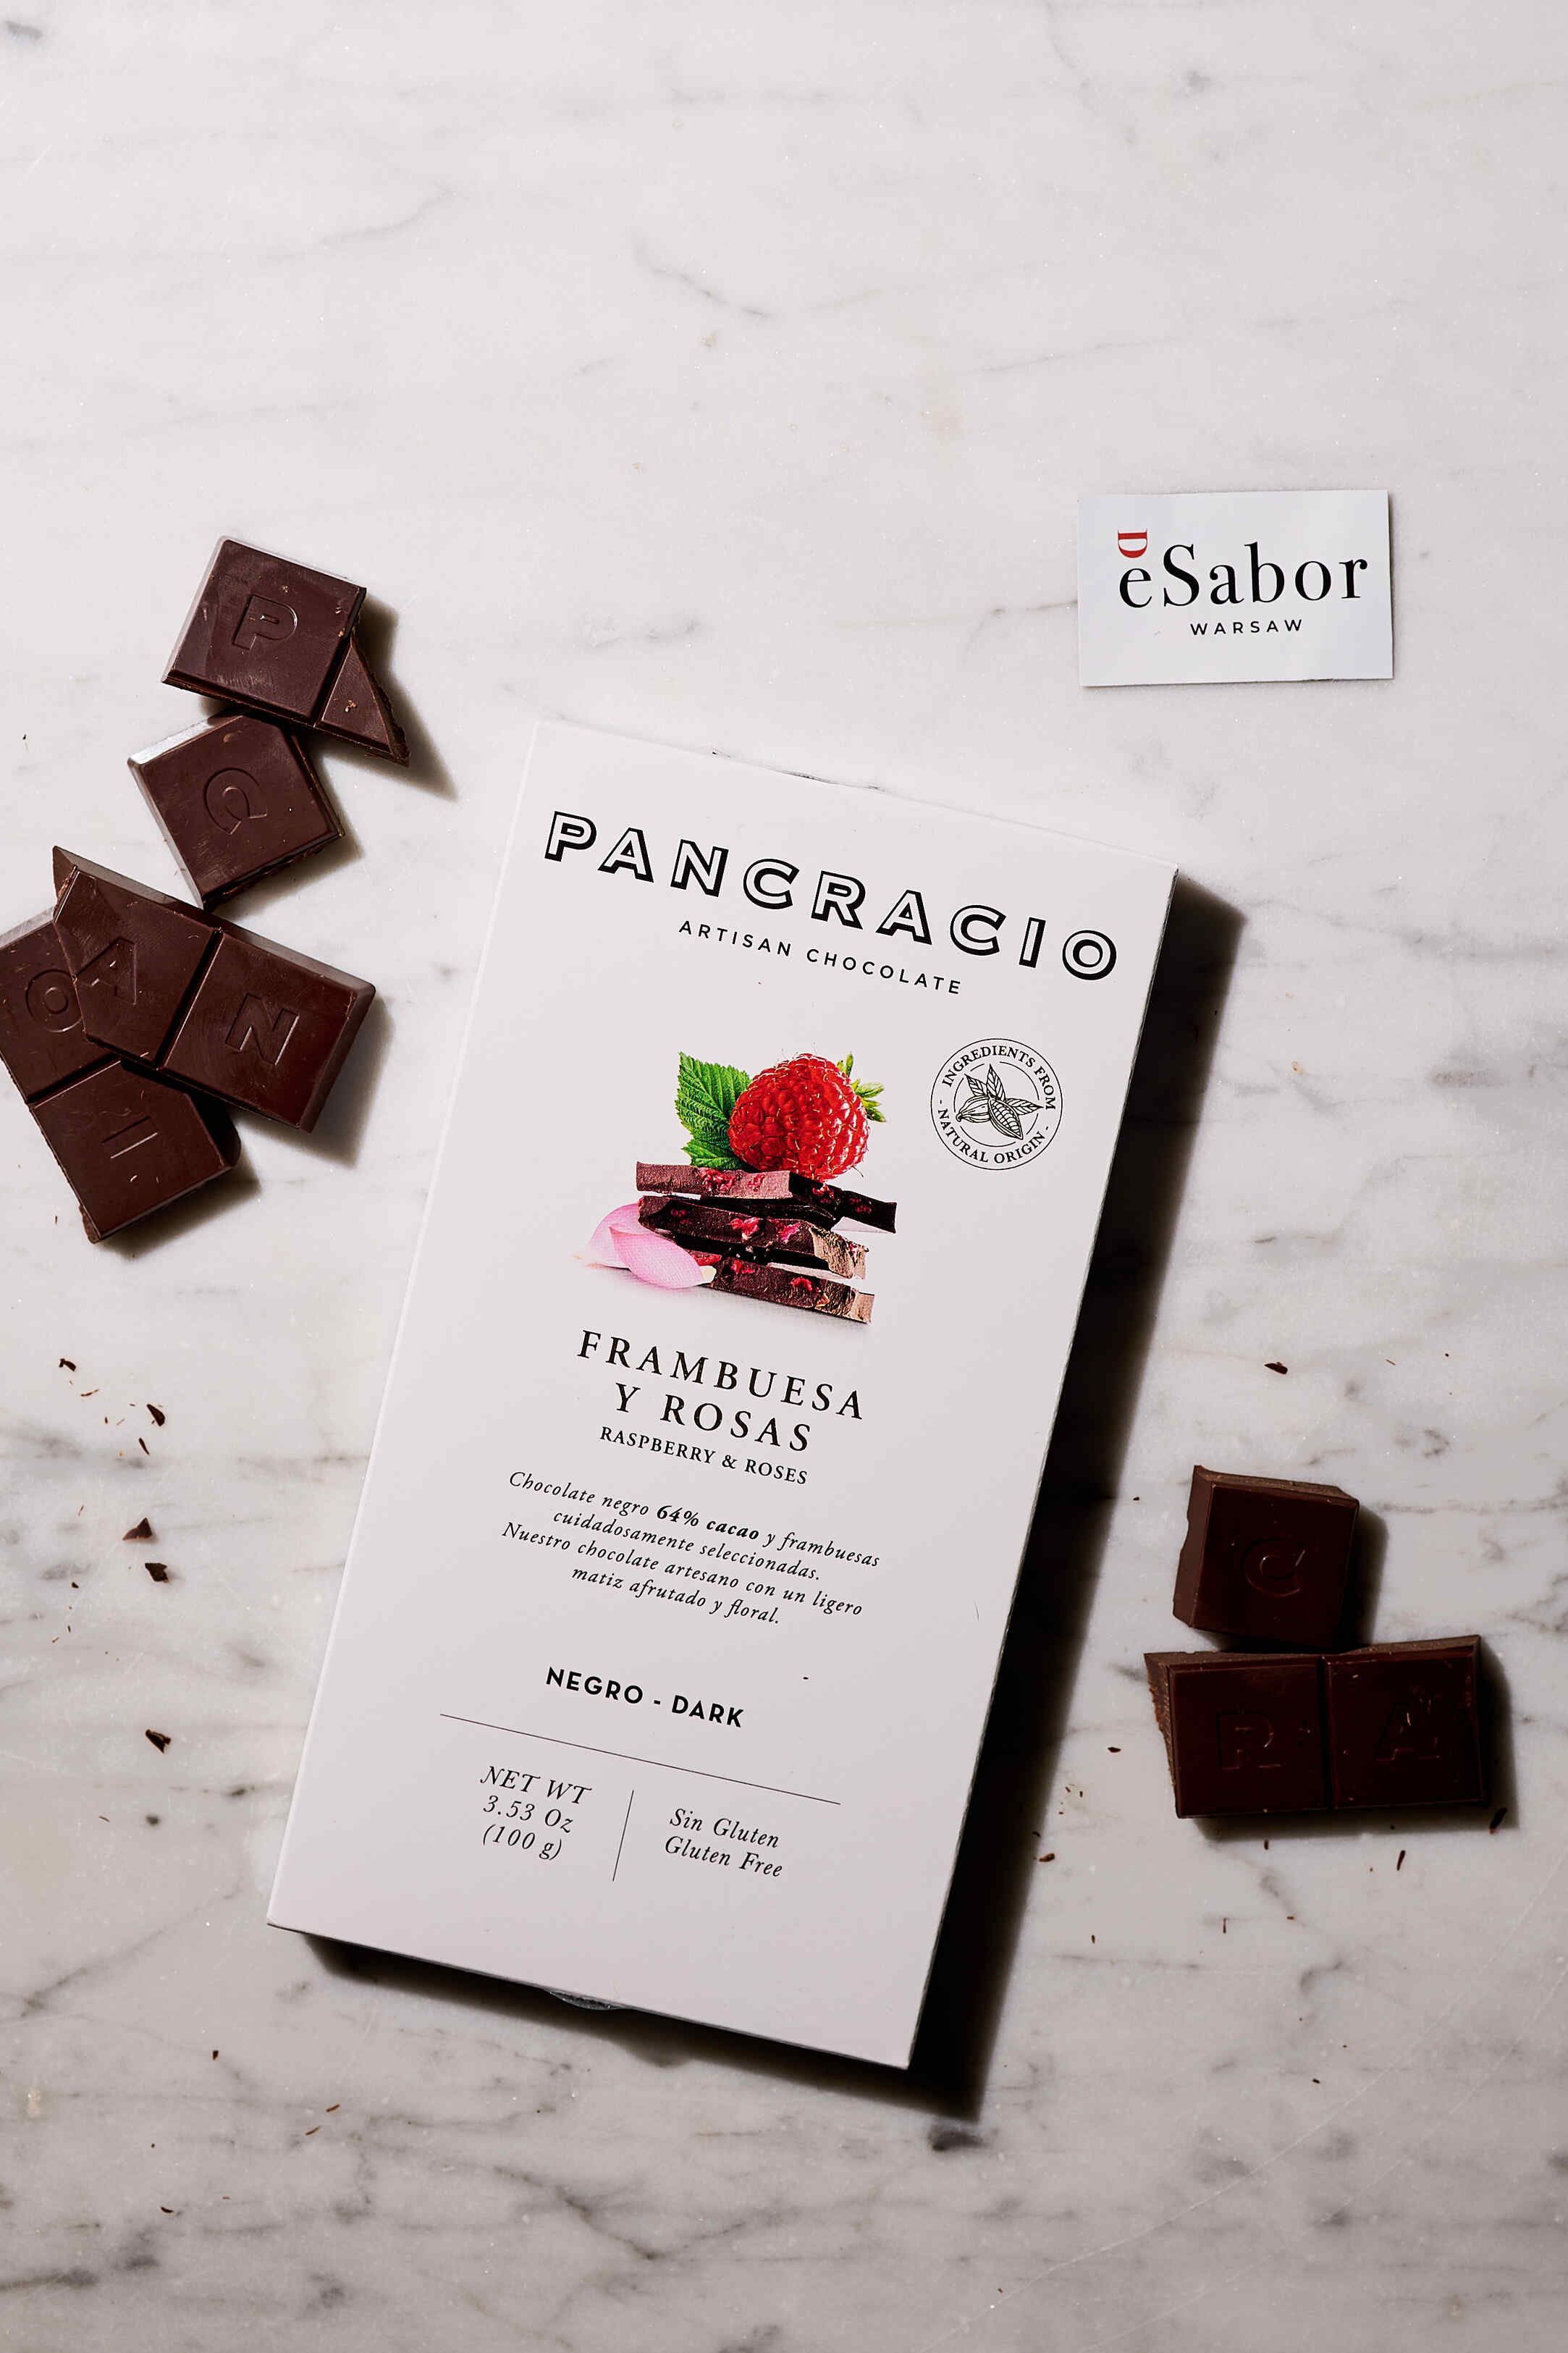 DeSabor
WARSAW
PANCRACIO
ARTISAN CHOCOLATE
INGREDIENTS FROM
- NATURAL ORIGIN -
FRAMBUESA
Y ROSAS
RASPBERRY & ROSES
Chocolate negro 64% cacao y frambuesas
cuidadosamente seleccionadas.
Nuestro chocolate artesano con un ligero
matiz afrutado y floral.
NEGRO - DARK
NET WT
3.53 Oz
(100 g)
Sin Gluten
Gluten Free
P
C
O
A
N
I
C
R
A